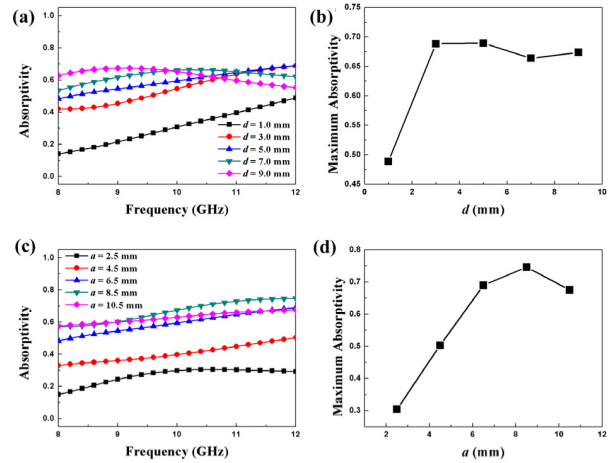 (a)
Absorptivity
1.0
0.8
0.6
0.4
0.2
0.0
8 9 10 11 12
Frequency (GHz)
d = 1.0 mm
d = 3.0 mm
d = 5.0 mm
d = 7.0 mm
d = 9.0 mm
(b)
Maximum Absorptivity
0.75
0.70
0.65
0.60
0.55
0.50
0.45
0 2 4 6 8 10
d (mm)
(c)
Absorptivity
1.0
0.8
0.6
0.4
0.2
0.0
8 9 10 11 12
Frequency (GHz)
a = 2.5 mm
a = 4.5 mm
a = 6.5 mm
a = 8.5 mm
a = 10.5 mm
(d)
Maximum Absorptivity
0.8
0.7
0.6
0.5
0.4
0.3
2 4 6 8 10 12
a (mm)